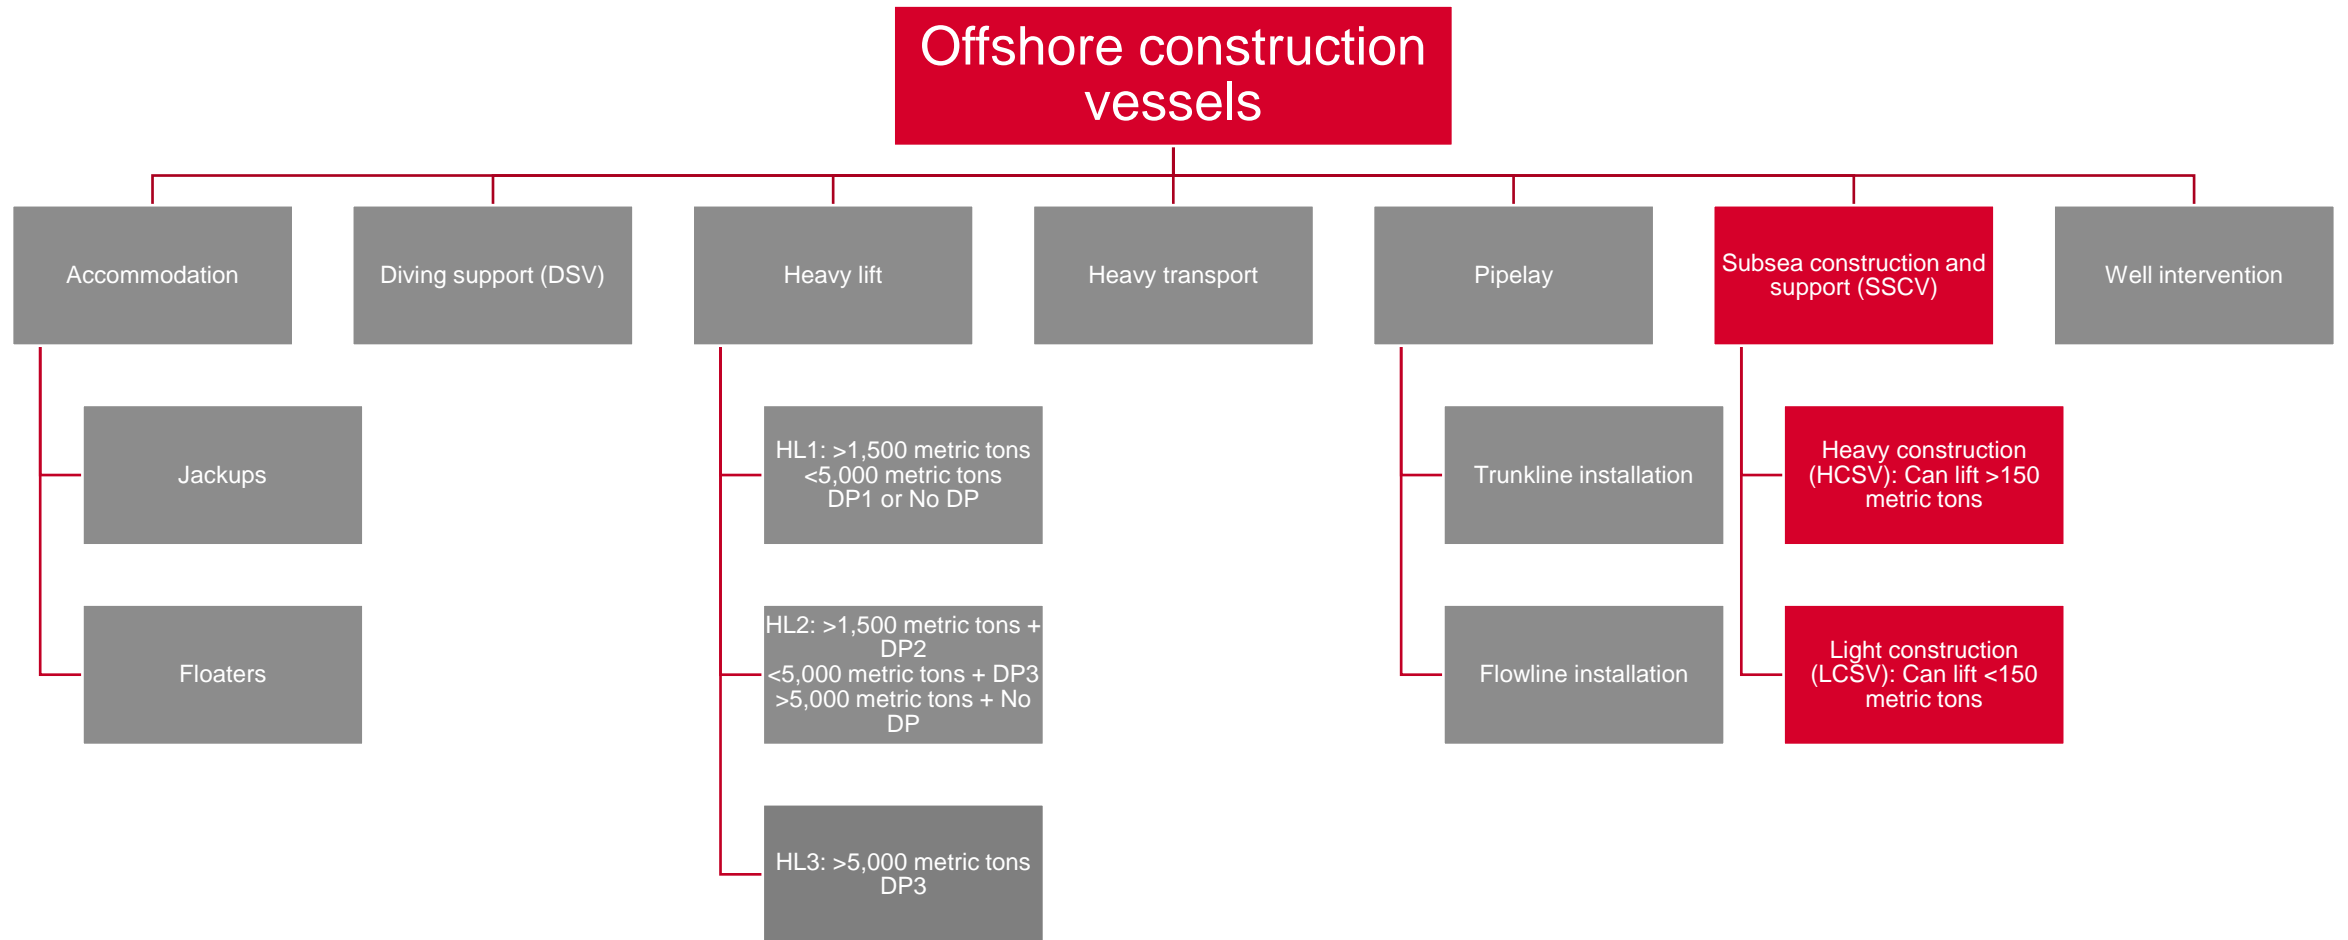 Offshore construction
vessels
Accommodation
Diving support (DSV)
Heavy lift
Heavy transport
Pipelay
Subsea construction and
support (SSCV)
Well intervention
Jackups
Floaters
HL1: >1,500 metric tons
<5,000 metric tons
DP1 or No DP
HL2: >1,500 metric tons +
DP2
<5,000 metric tons + DP3
>5,000 metric tons + No
DP
HL3: >5,000 metric tons
DP3
Trunkline installation
Flowline installation
Heavy construction
(HCSV): Can lift >150
metric tons
Light construction
(LCSV): Can lift <150
metric tons